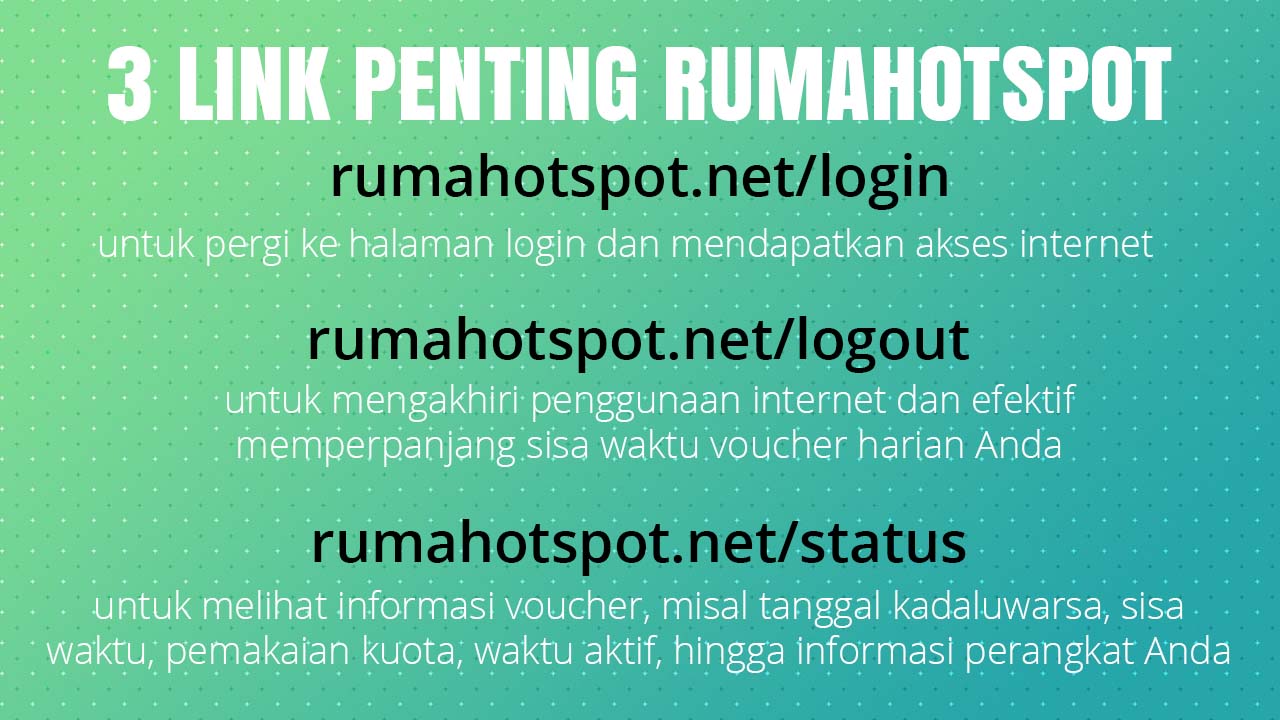 3 LINK PENTING RUMAHOTSPOT
rumahotspot.net/login
untuk pergi ke halaman login dan mendapatkan akses internet
rumahotspot.net/logout
untuk mengakhiri penggunaan internet dan efektif
memperpanjang sisa waktu voucher harian Anda
rumahotspot.net/status
untuk melihat informasi voucher, misal tanggal kadaluwarsa, sisa
waktu, pemakaian kuota, waktu aktif, hingga informasi perangkat Anda